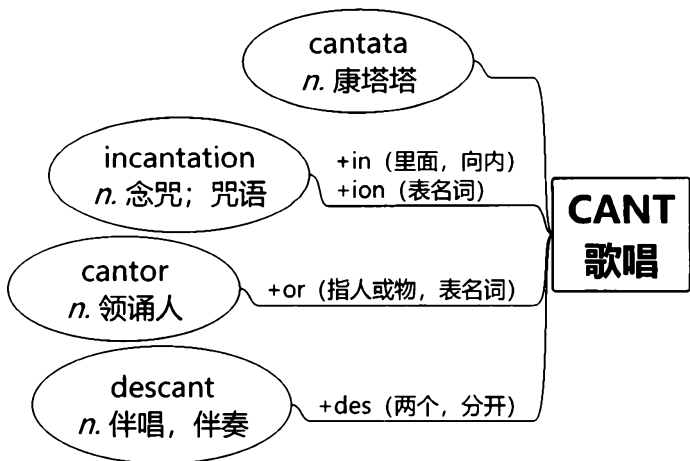 cantata
n. 康塔塔
incantation
n. 念咒；咒语
+in（里面，向内）
+ion（表名词）
CANT
歌唱
cantor
n. 领诵人
+or（指人或物，表名词）
descant
n. 伴唱，伴奏
+des（两个，分开）